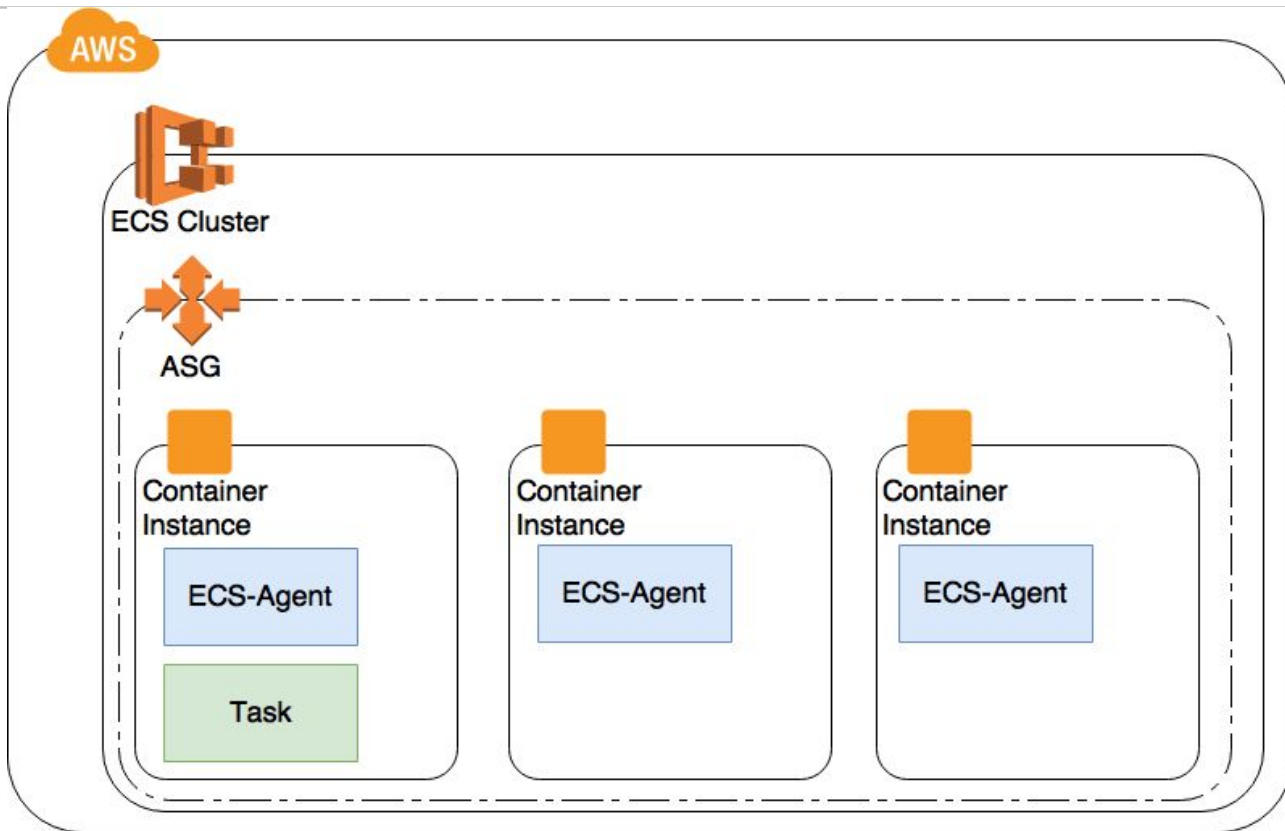 AWS
ECS Cluster
ASG
Container
Instance
ECS-Agent
Task
Container
Instance
ECS-Agent
Container
Instance
ECS-Agent